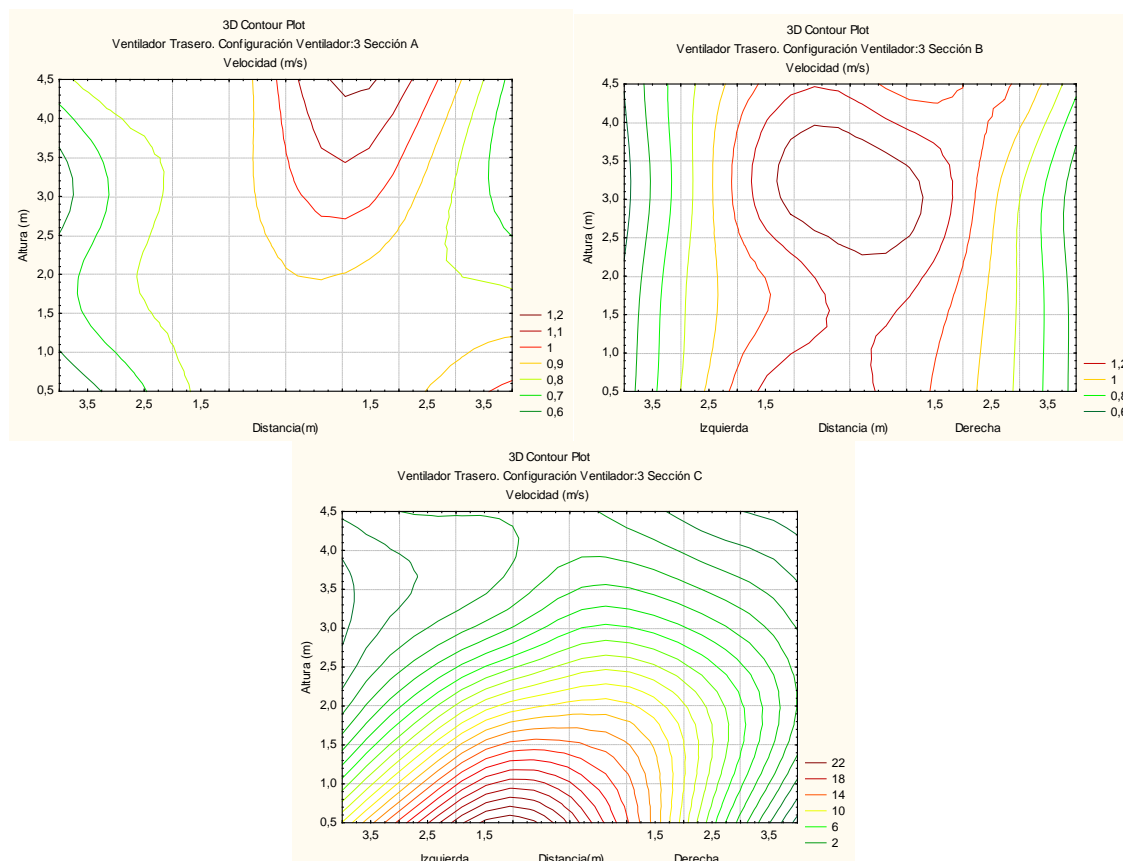 3D Contour Plot
Ventilador Trasero. Configuración Ventilador:3 Sección A
Velocidad (m/s)
4,5
4,0
3,5
3,0
2,5
2,0
1,5
1,0
0,5
Altura (m)
3,5 2,5 1,5 1,5 2,5 3,5
Distancia(m)
1,2
1,1
1
0,9
0,8
0,7
0,6
3D Contour Plot
Ventilador Trasero. Configuración Ventilador:3 Sección B
Velocidad (m/s)
4,5
4,0
3,5
3,0
2,5
2,0
1,5
1,0
0,5
Altura (m)
3,5 2,5 1,5 1,5 2,5 3,5
Izquierda Distancia (m) Derecha
1,2
1
0,8
0,6
3D Contour Plot
Ventilador Trasero. Configuración Ventilador:3 Sección C
Velocidad (m/s)
4,5
4,0
3,5
3,0
2,5
2,0
1,5
1,0
0,5
Altura (m)
3,5 2,5 1,5 1,5 2,5 3,5
Izquierda Distancia(m) Derecha
22
18
14
10
6
2